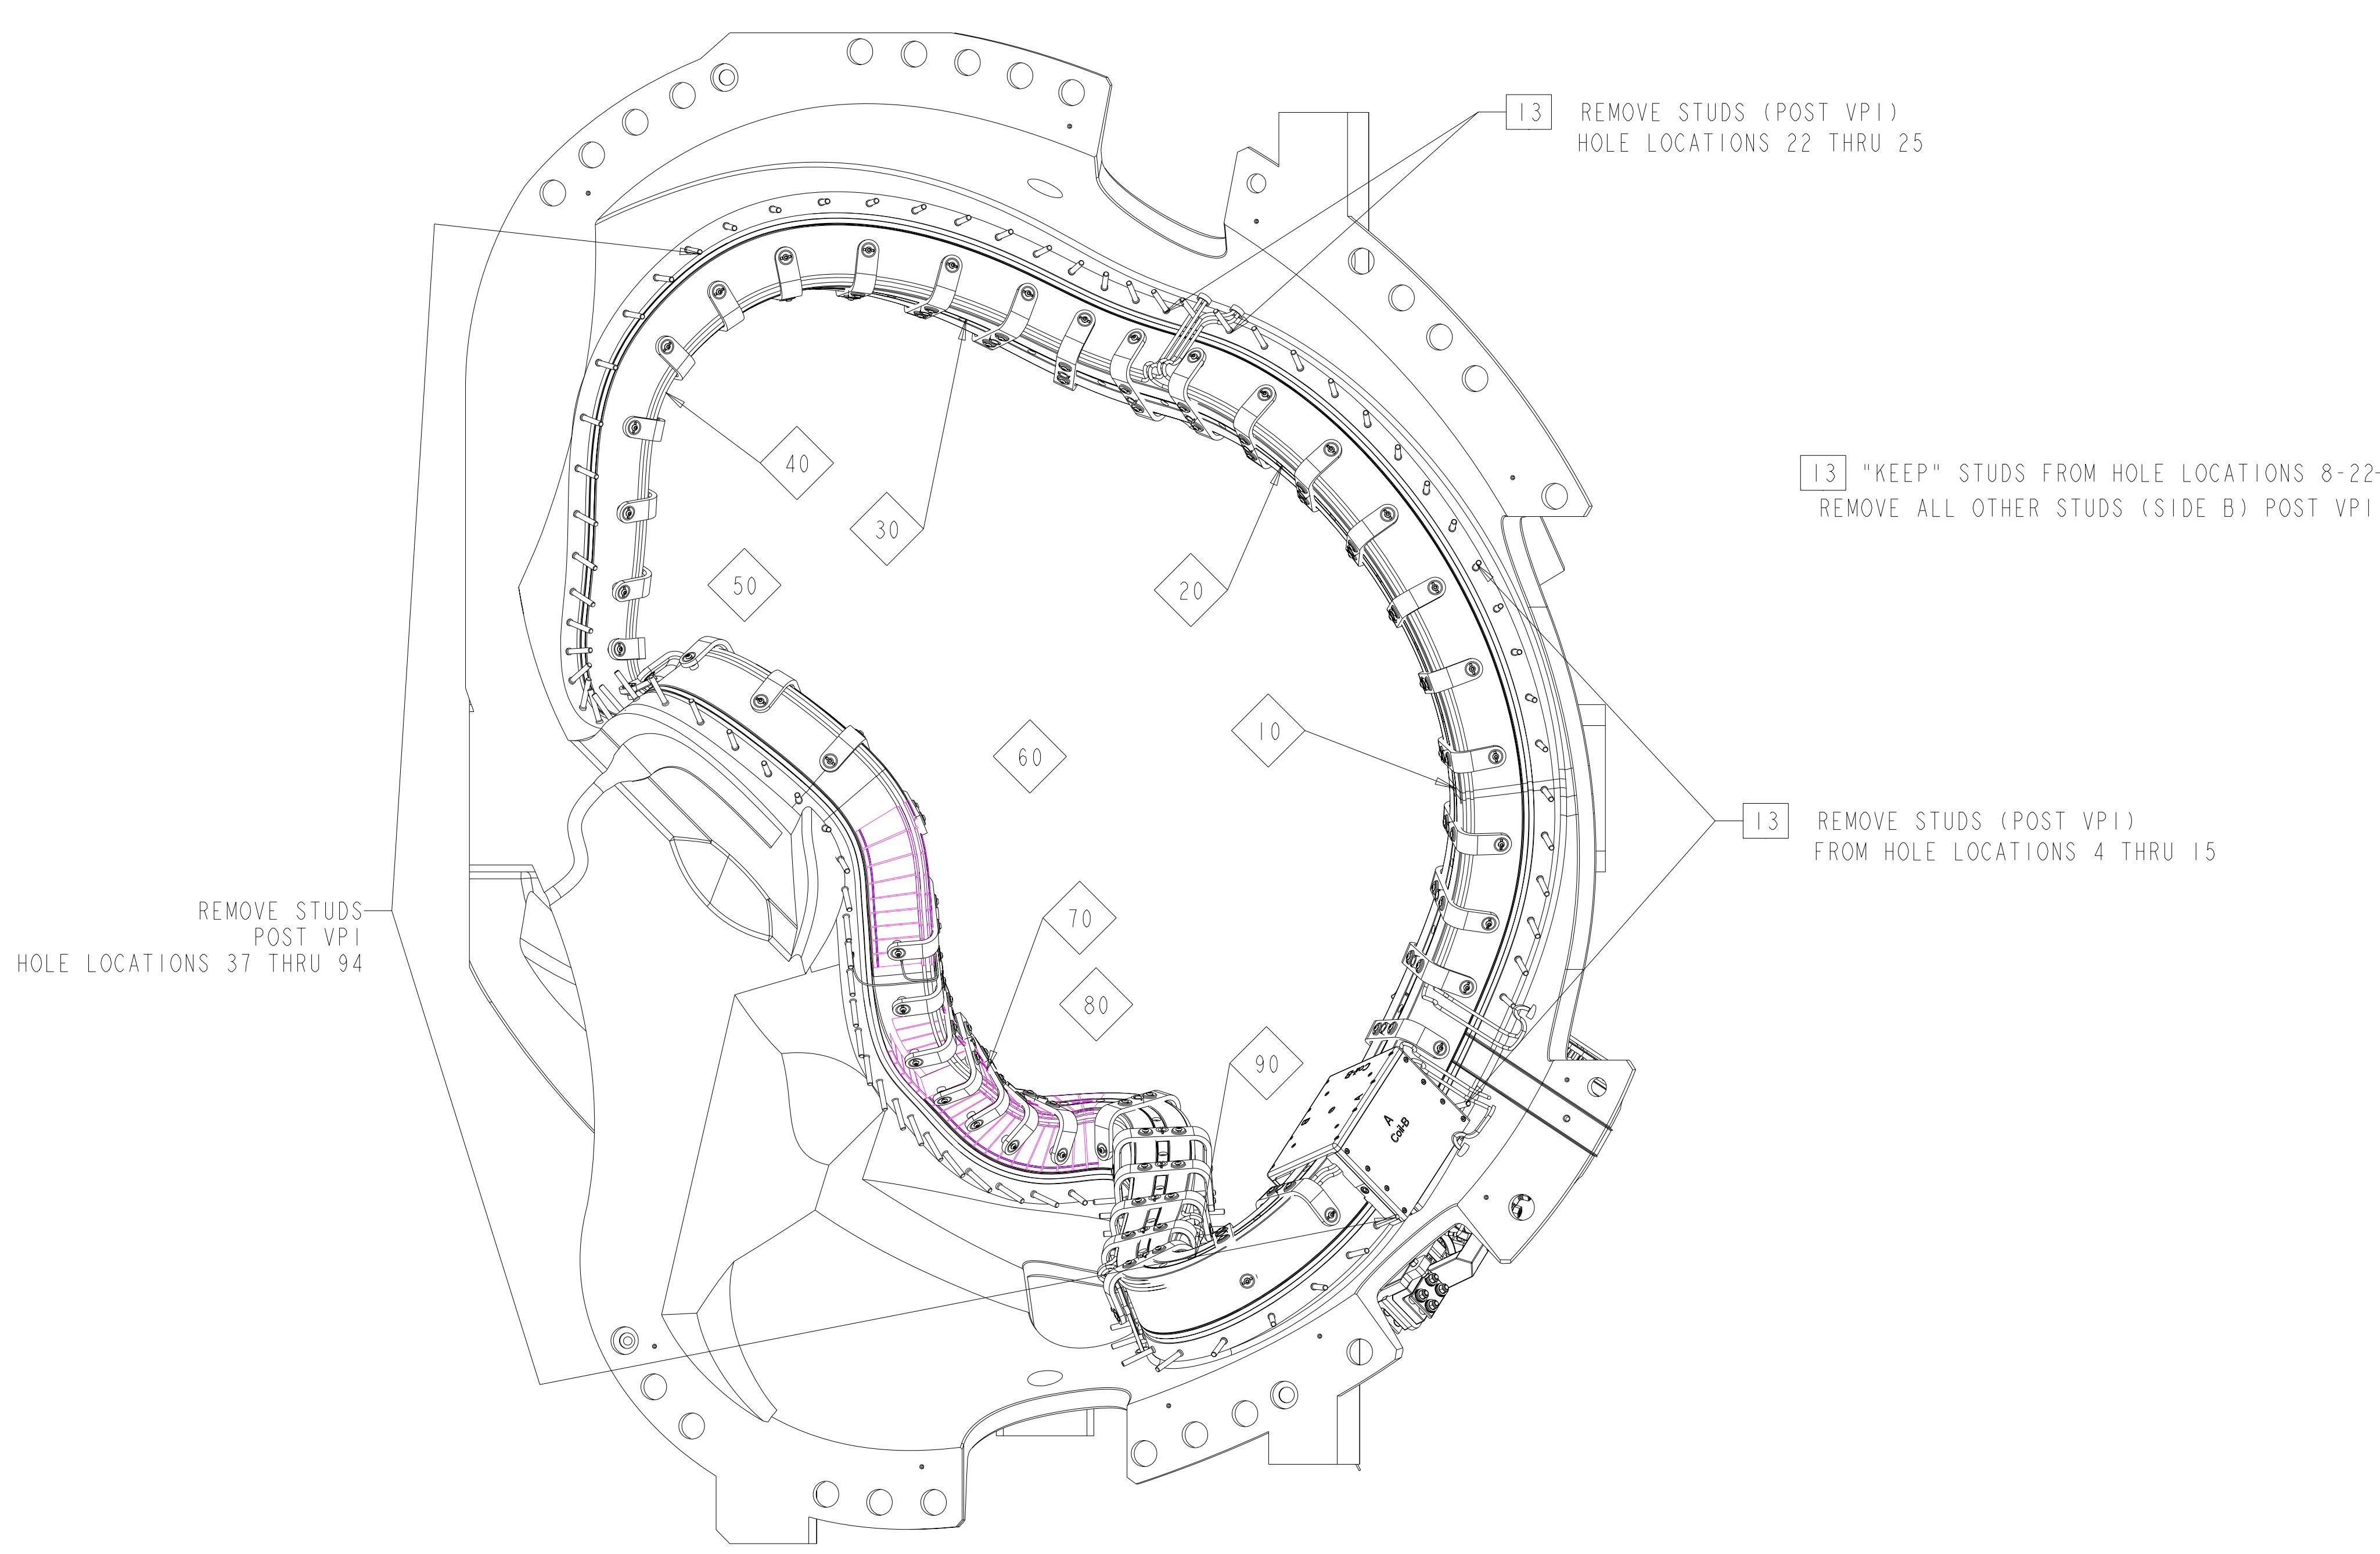 13 REMOVE STUDS (POST VPI)
HOLE LOCATIONS 22 THRU 25
13 "KEEP" STUDS FROM HOLE LOCATIONS 8-22-
REMOVE ALL OTHER STUDS (SIDE B) POST VPI
40
30
50
20
10
60
13 REMOVE STUDS (POST VPI)
FROM HOLE LOCATIONS 4 THRU 15
REMOVE STUDS
POST VPI
HOLE LOCATIONS 37 THRU 94
70
80
90
Coil-B
A
A
Coil-B